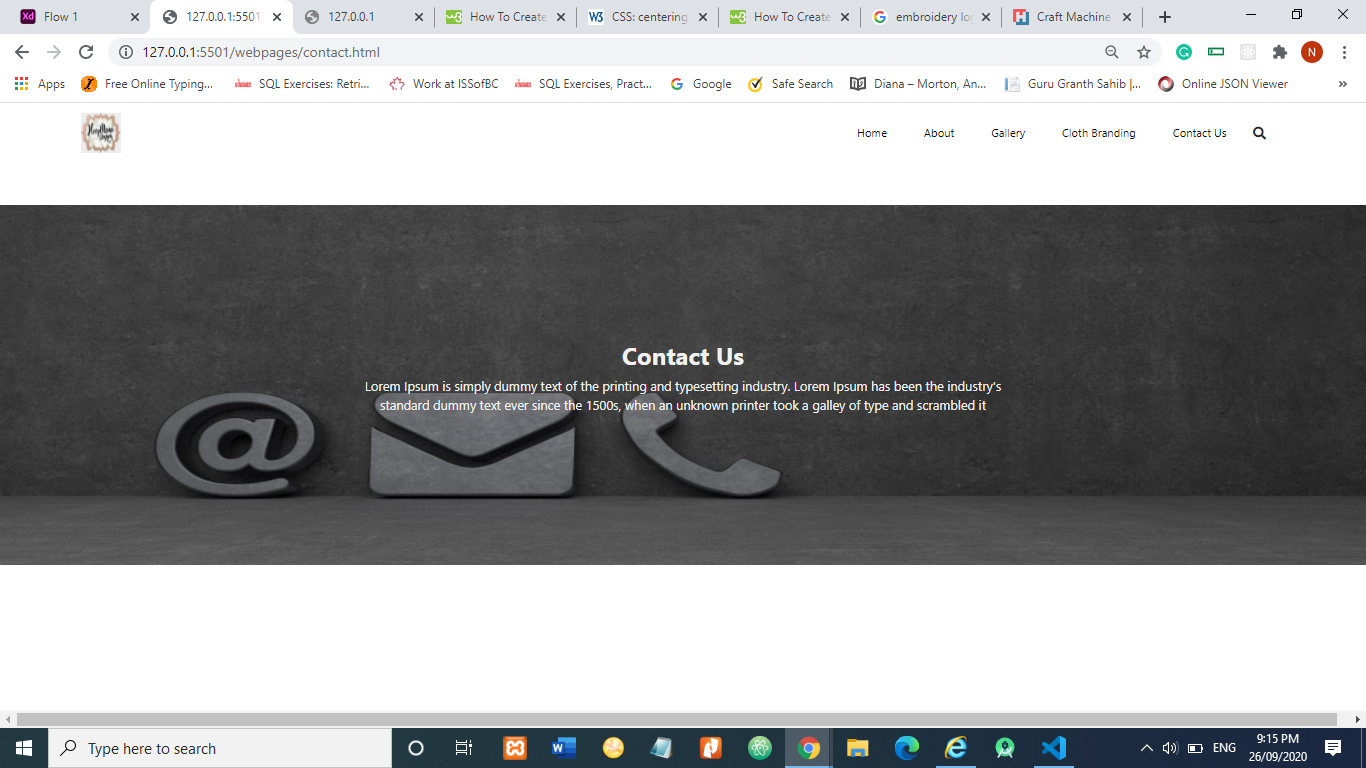 Flow 1
127.0.0.1:5501/
127.0.0.1
How To Create
CSS: centering
How To Create
embroidery lo
Craft Machine
127.0.0.1:5501/webpages/contact.html
N
Apps
Free Online Typing...
SQL Exercises: Retri...
Work at ISSofBC
SQL Exercises, Pract...
Google
Safe Search
Diana – Morton, An...
Guru Granth Sahib |...
Online JSON Viewer
Home
About
Gallery
Cloth Branding
Contact Us
Contact Us
Lorem Ipsum is simply dummy text of the printing and typesetting industry. Lorem Ipsum has been the industry's
standard dummy text ever since the 1500s, when an unknown printer took a galley of type and scrambled it
Type here to search
ENG
9:15 PM
26/09/2020